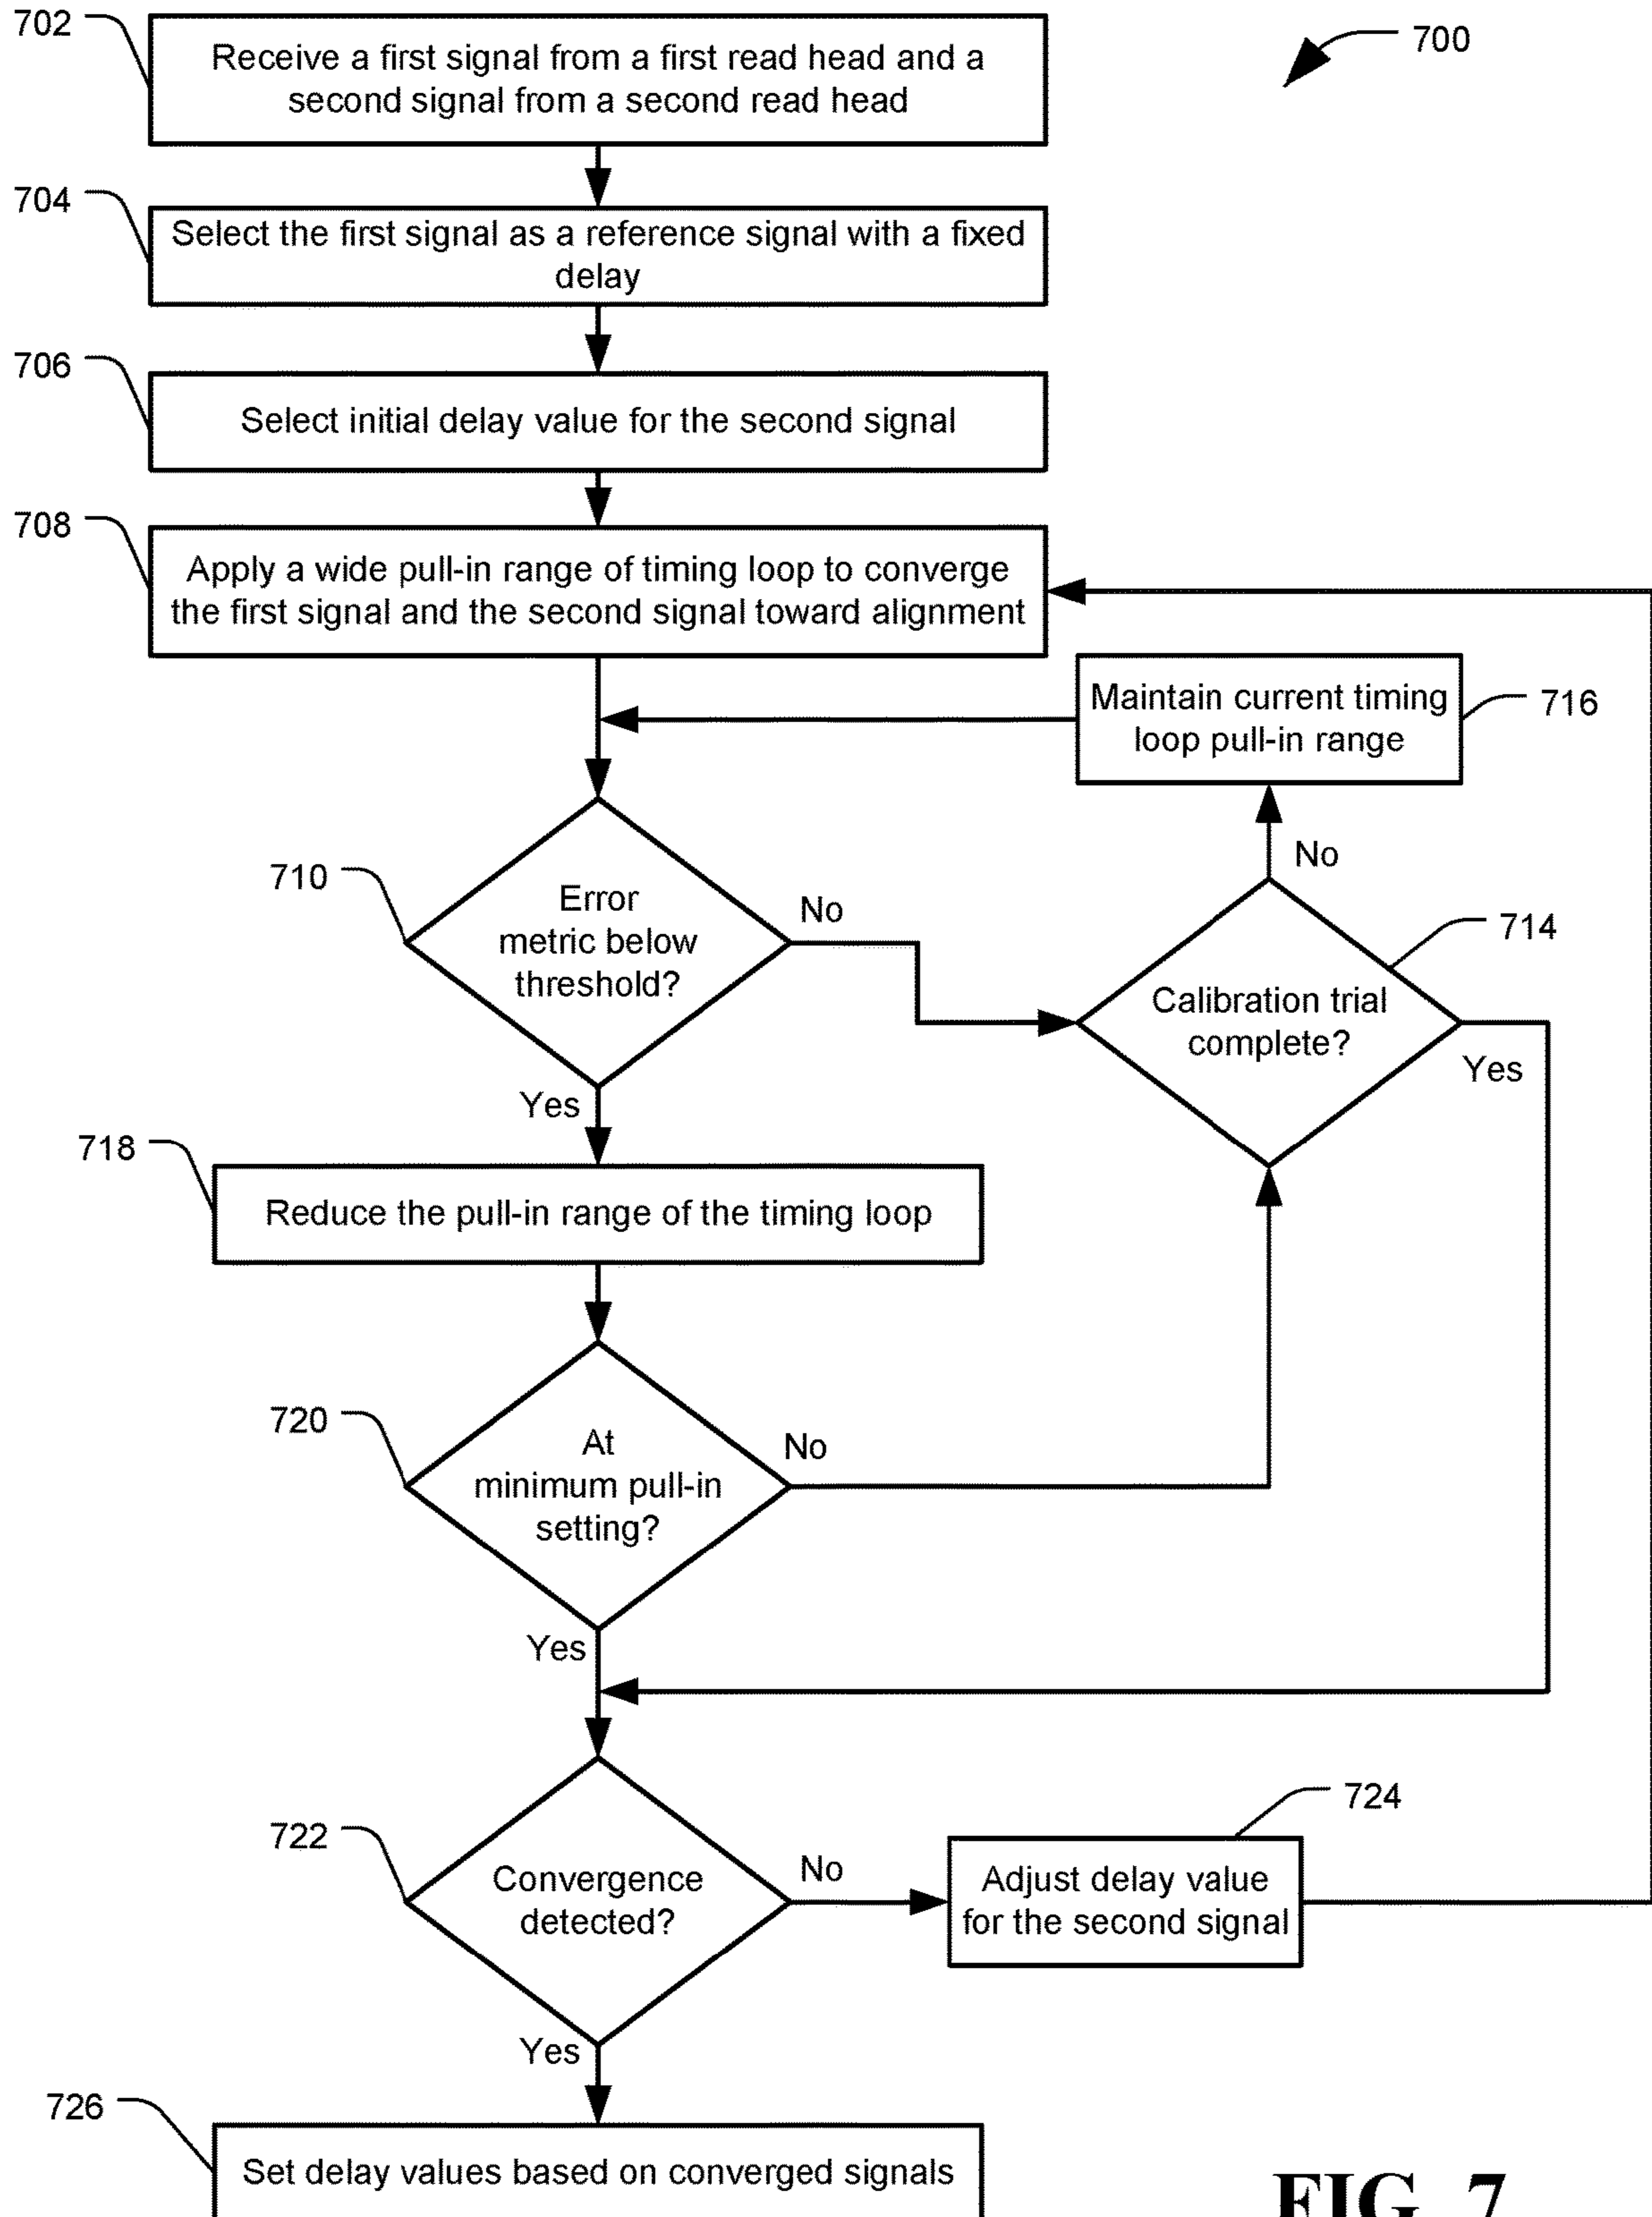 702
Receive a first signal from a first read head and a
second signal from a second read head
700
704
Select the first signal as a reference signal with a fixed
delay
706
Select initial delay value for the second signal
708
Apply a wide pull-in range of timing loop to converge
the first signal and the second signal toward alignment
Maintain current timing
loop pull-in range
716
710
Error
metric below
threshold?
No
No
714
Calibration trial
complete?
Yes
Yes
718
Reduce the pull-in range of the timing loop
720
At
minimum pull-in
setting?
No
Yes
722
Convergence
detected?
No
724
Adjust delay value
for the second signal
Yes
726
Set delay values based on converged signals
FIG. 7